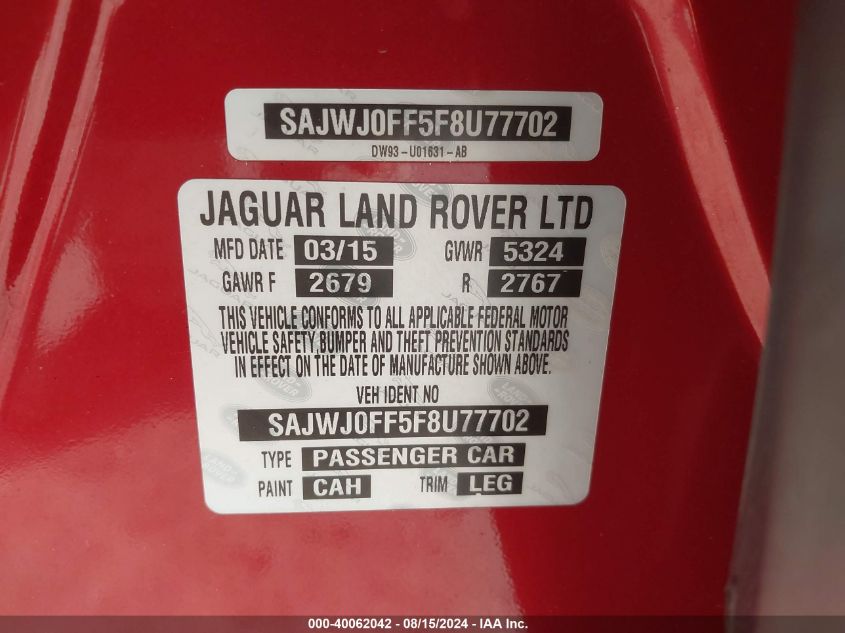 SAJWJ0FF5F8U77702
DW93-U01631-AB
JAGUAR LAND ROVER LTD
MFD DATE 03/15 GVWR 5324
GAWR F 2679 R 2767
THIS VEHICLE CONFORMS TO ALL APPLICABLE FEDERAL MOTOR
VEHICLE SAFETY BUMPER AND THEFT PREVENTION STANDARDS
IN EFFECT ON THE DATE OF MANUFACTURE SHOWN ABOVE.
VEH IDENT NO
SAJWJ0FF5F8U77702
TYPE PASSENGER CAR
PAINT CAH TRIM LEG
000-40062042 - 08/15/2024 - IAA Inc.